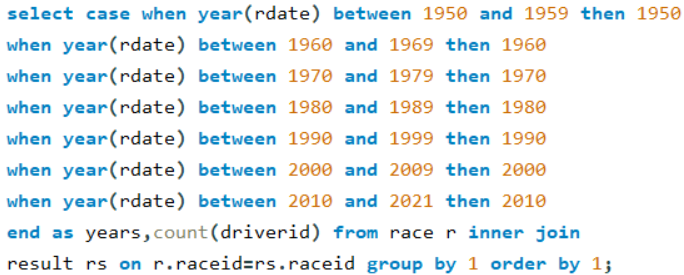 select case when year(rdate) between 1950 and 1959 then 1950
when year(rdate) between 1960 and 1969 then 1960
when year(rdate) between 1970 and 1979 then 1970
when year(rdate) between 1980 and 1989 then 1980
when year(rdate) between 1990 and 1999 then 1990
when year(rdate) between 2000 and 2009 then 2000
when year(rdate) between 2010 and 2021 then 2010
end as years,count(driverid) from race r inner join
result rs on r.raceid=rs.raceid group by 1 order by 1;